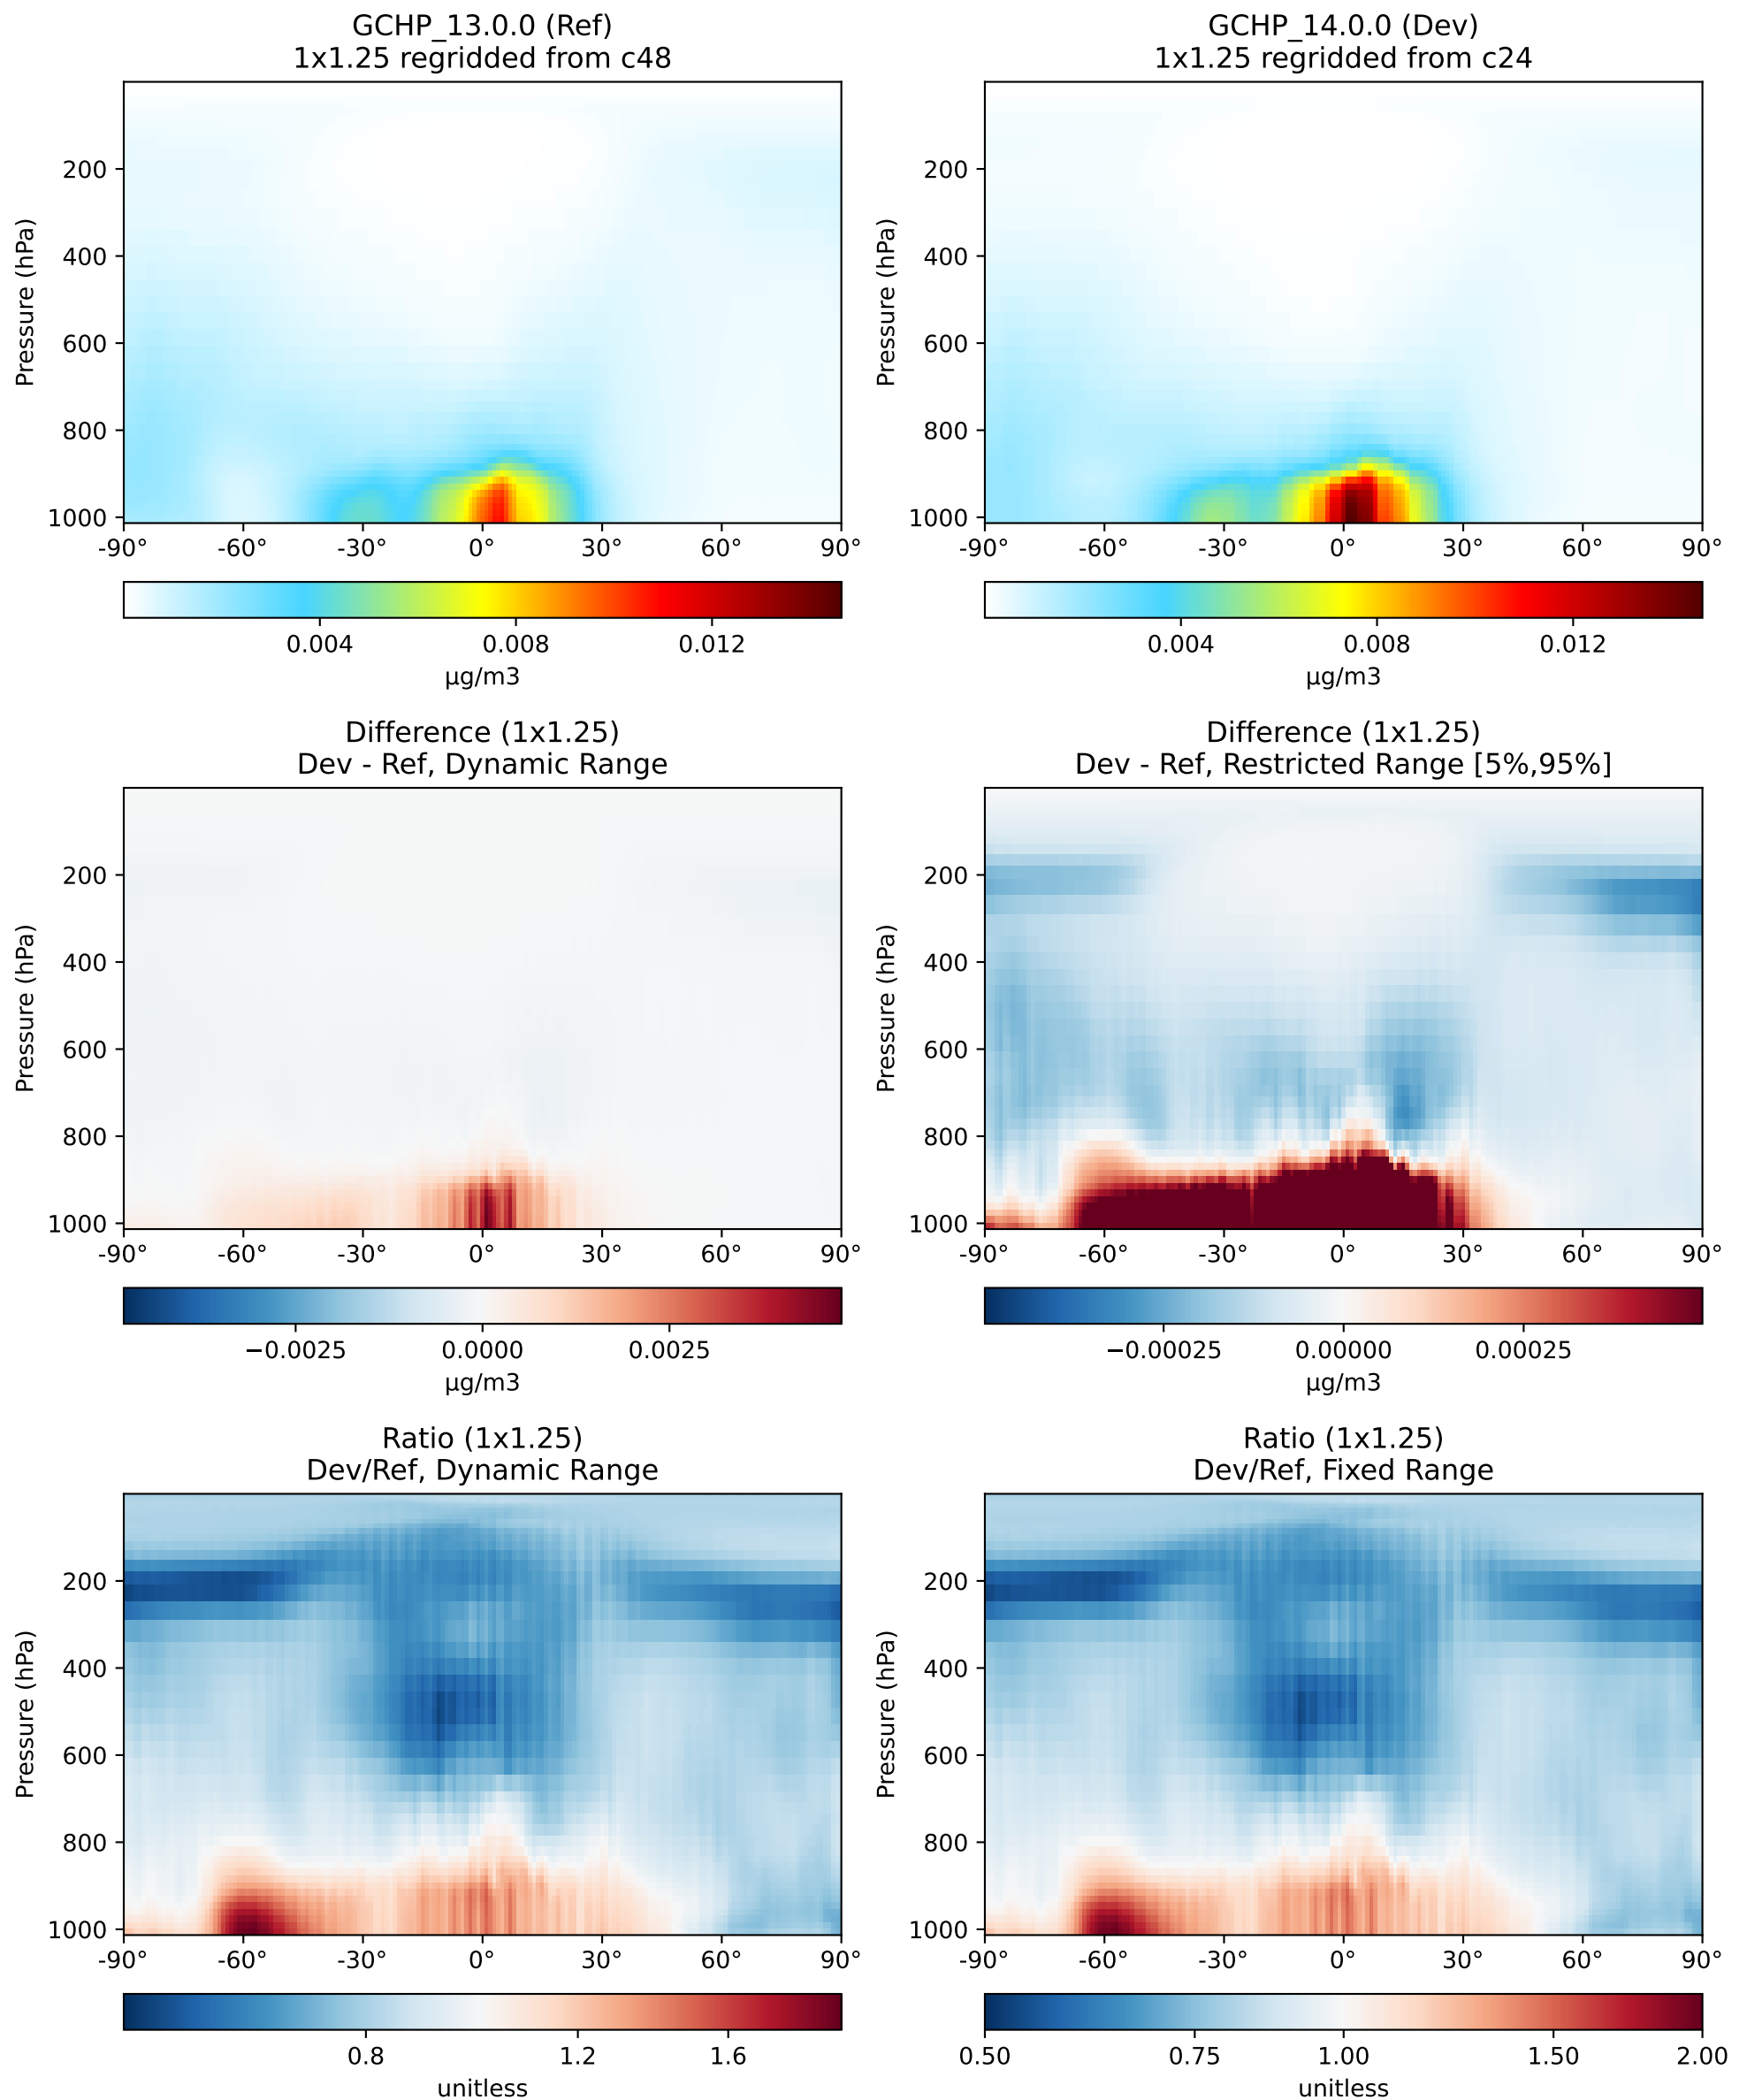 GCHP_13.0.0 (Ref)
1x1.25 regridded from c48
Pressure (hPa)
200
400
600
800
1000
-90° -60° -30° 0° 30° 60° 90°
0.004 0.008 0.012
µg/m3
GCHP_14.0.0 (Dev)
1x1.25 regridded from c24
Pressure (hPa)
200
400
600
800
1000
-90° -60° -30° 0° 30° 60° 90°
0.004 0.008 0.012
µg/m3
Difference (1x1.25)
Dev - Ref, Dynamic Range
Pressure (hPa)
200
400
600
800
1000
-90° -60° -30° 0° 30° 60° 90°
−0.0025 0.0000 0.0025
µg/m3
Difference (1x1.25)
Dev - Ref, Restricted Range [5%,95%]
Pressure (hPa)
200
400
600
800
1000
-90° -60° -30° 0° 30° 60° 90°
−0.00025 0.00000 0.00025
µg/m3
Ratio (1x1.25)
Dev/Ref, Dynamic Range
Pressure (hPa)
200
400
600
800
1000
-90° -60° -30° 0° 30° 60° 90°
0.8 1.2 1.6
unitless
Ratio (1x1.25)
Dev/Ref, Fixed Range
Pressure (hPa)
200
400
600
800
1000
-90° -60° -30° 0° 30° 60° 90°
0.50 0.75 1.00 1.50 2.00
unitless